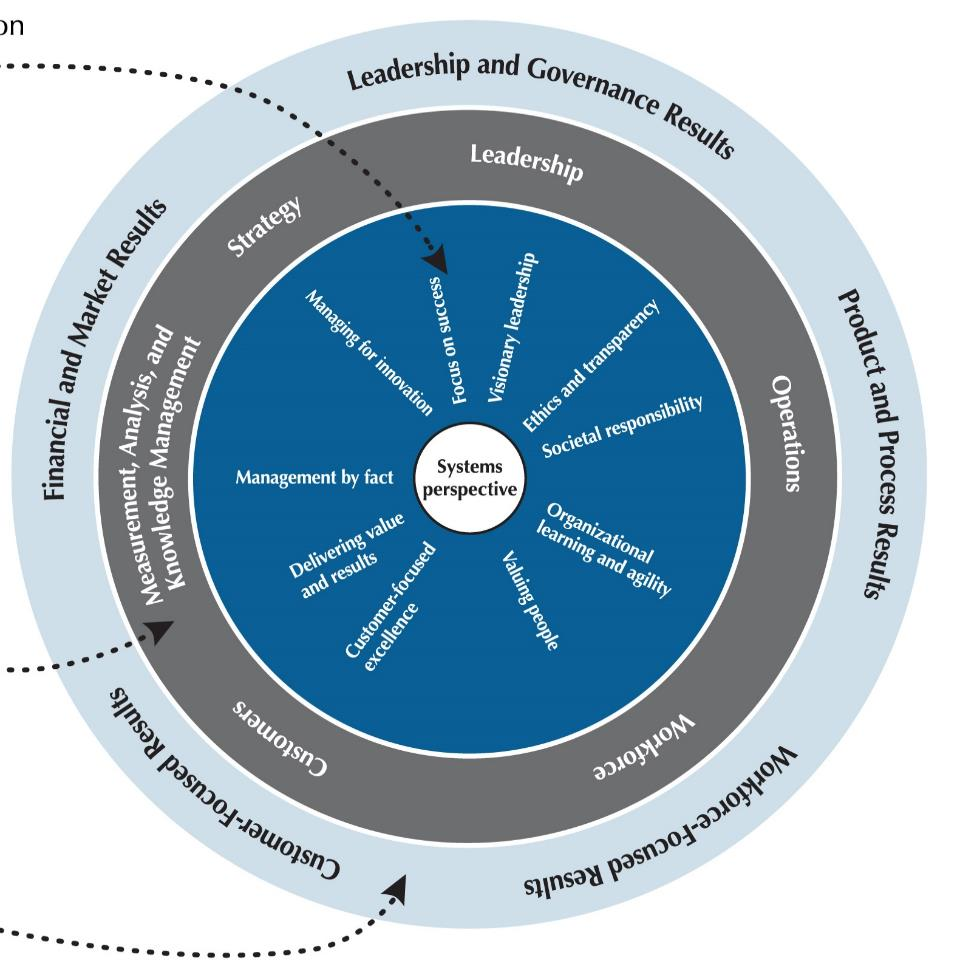 on
Leadership and Governance Results
Leadership
Strategy
Financial and Market Results
Measurement, Analysis, and
Knowledge Management
Managing for innovation
Focus on success
Visionary leadership
Ethics and transparency
Societal responsibility
Product and Process Results
Operations
Systems
perspective
Management by fact
Delivering value
and results
Customer-focused
excellence
Valuing people
Organizational
learning and agility
Customers
Workforce
Customer-Focused Results
Workforce-Focused Results